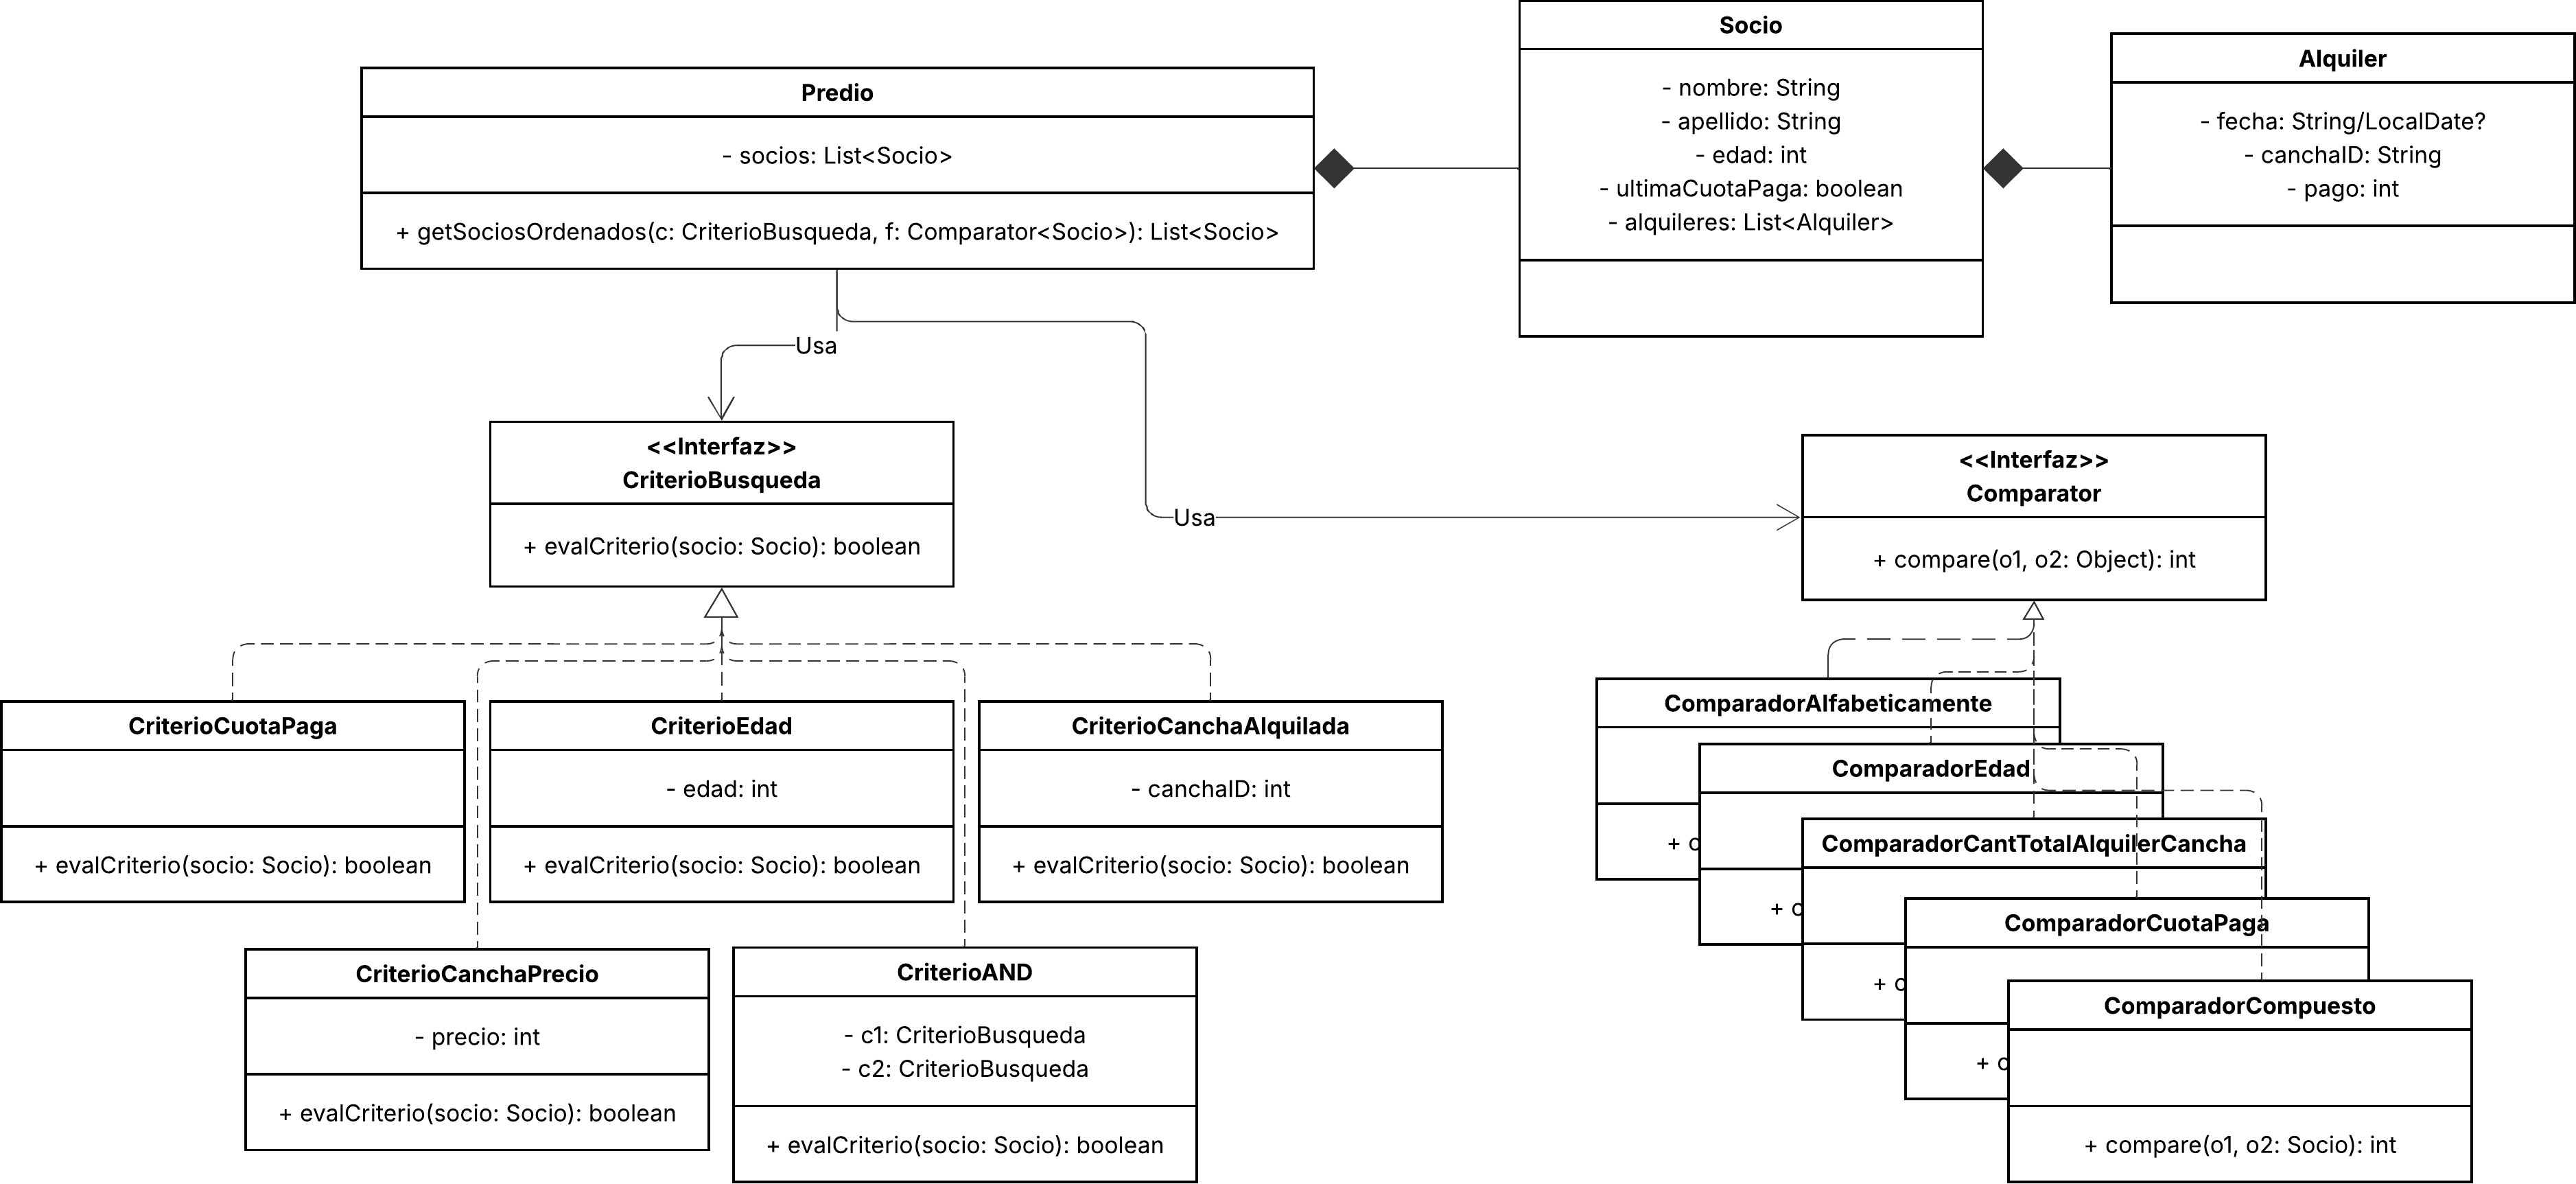 Predio
- socios: List<Socio>
+ getSociosOrdenados(c: CriterioBusqueda, f: Comparator<Socio>): List<Socio>
Socio
- nombre: String
- apellido: String
- edad: int
- ultimaCuotaPaga: boolean
- alquileres: List<Alquiler>
Alquiler
- fecha: String/LocalDate?
- canchaID: String
- pago: int
Usa
Usa
<<Interfaz>>
CriterioBusqueda
+ evalCriterio(socio: Socio): boolean
<<Interfaz>>
Comparator
+ compare(o1, o2: Object): int
CriterioCuotaPaga
+ evalCriterio(socio: Socio): boolean
CriterioEdad
- edad: int
+ evalCriterio(socio: Socio): boolean
CriterioCanchaAlquilada
- canchaID: int
+ evalCriterio(socio: Socio): boolean
CriterioCanchaPrecio
- precio: int
+ evalCriterio(socio: Socio): boolean
CriterioAND
- c1: CriterioBusqueda
- c2: CriterioBusqueda
+ evalCriterio(socio: Socio): boolean
ComparadorAlfabeticamente
+ c
ComparadorEdad
+ c
ComparadorCantTotalAlquilerCancha
+ c
ComparadorCuotaPaga
+ c
ComparadorCompuesto
+ compare(o1, o2: Socio): int